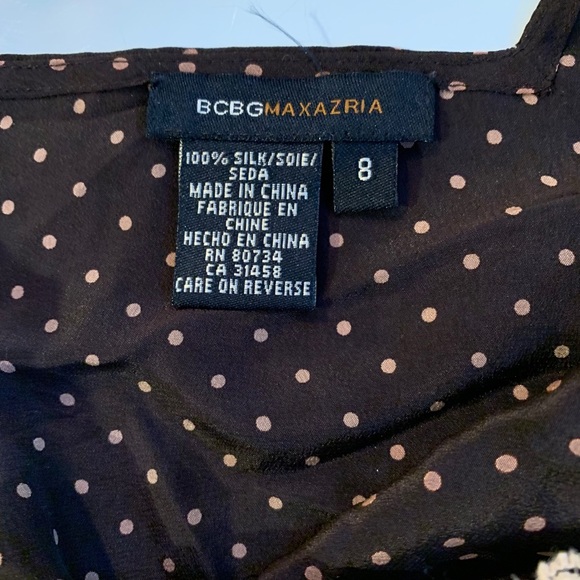 BCBGMAXAZRIA
100% SILK/SOIE/
SEDA
MADE IN CHINA
FABRIQUE EN
CHINE
HECHO EN CHINA
RN 80734
CA 31458
CARE ON REVERSE
8